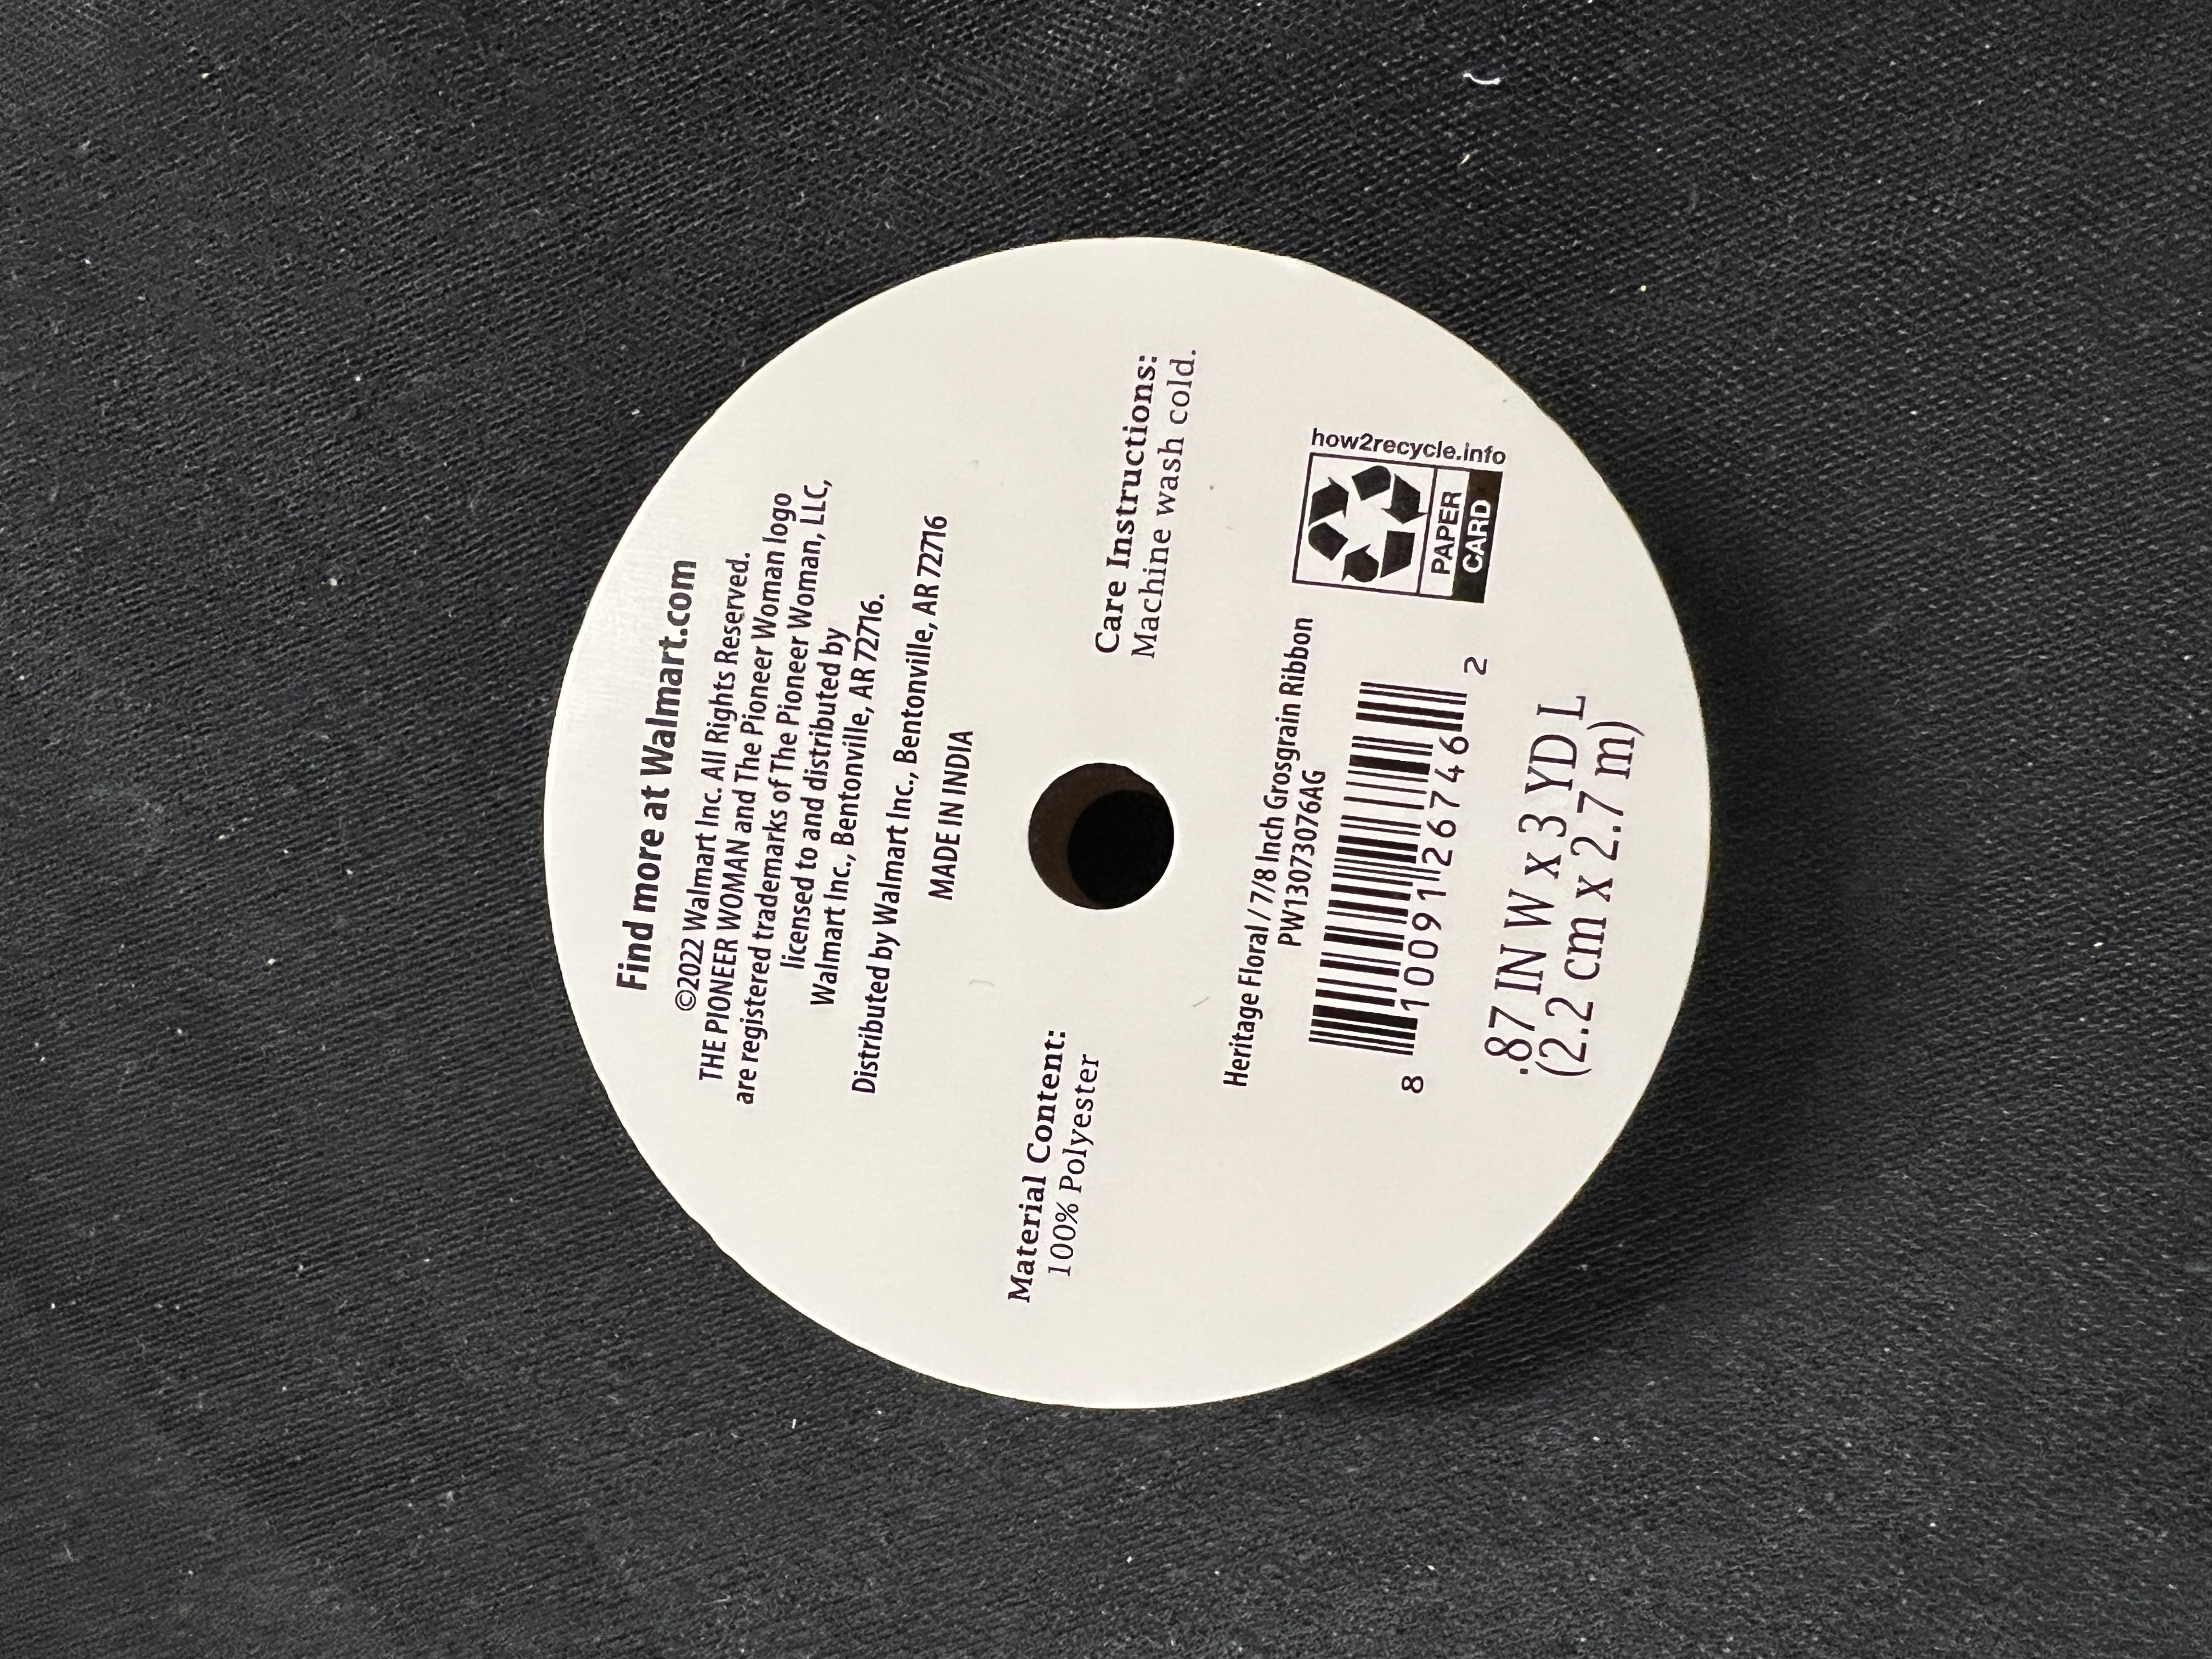 Find more at Walmart.com
©2022 Walmart Inc. All Rights Reserved.
THE PIONEER WOMAN and The Pioneer Woman logo
are registered trademarks of The Pioneer Woman, LLC,
licensed to and distributed by
Walmart Inc., Bentonville, AR 72716.
Distributed by Walmart Inc., Bentonville, AR 72716
MADE IN INDIA
Material Content:
100% Polyester
Care Instructions:
Machine wash cold.
Heritage Floral / 7/8 Inch Grosgrain Ribbon
PW13073076AG
8 10091 26746 2
how2recycle.info
PAPER
CARD
.87 IN W x 3 YD L
(2.2 cm x 2.7 m)